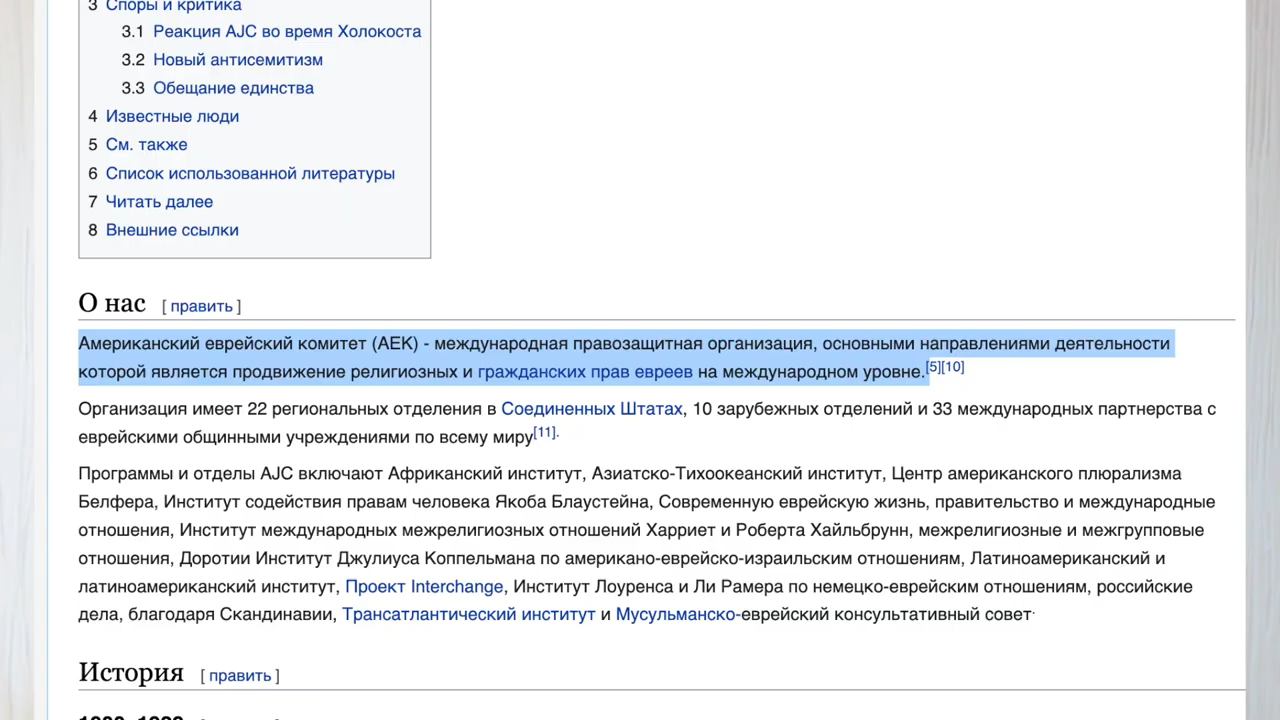 3 Споры и критика
3.1 Реакция AJC во время Холокоста
3.2 Новый антисемитизм
3.3 Обещание единства
4 Известные люди
5 См. также
6 Список использованной литературы
7 Читать далее
8 Внешние ссылки
О нас [ править ]
Американский еврейский комитет (АЕК) - международная правозащитная организация, основными направлениями деятельности
которой является продвижение религиозных и гражданских прав евреев на международном уровне.[5][10]
Организация имеет 22 региональных отделения в Соединенных Штатах, 10 зарубежных отделений и 33 международных партнерства с
еврейскими общинными учреждениями по всему миру[11].
Программы и отделы AJC включают Африканский институт, Азиатско-Тихоокеанский институт, Центр американского плюрализма
Белфера, Институт содействия правам человека Якоба Блаустейна, Современную еврейскую жизнь, правительство и международные
отношения, Институт международных межрелигиозных отношений Харриет и Роберта Хайльбрунн, межрелигиозные и межгрупповые
отношения, Доротии Институт Джулиуса Коппельмана по американо-еврейско-израильским отношениям, Латиноамериканский и
латиноамериканский институт, Проект Interchange, Институт Лоуренса и Ли Рамера по немецко-еврейским отношениям, российские
дела, благодаря Скандинавии, Трансатлантический институт и Мусульманско-еврейский консультативный совет.
История [ править ]